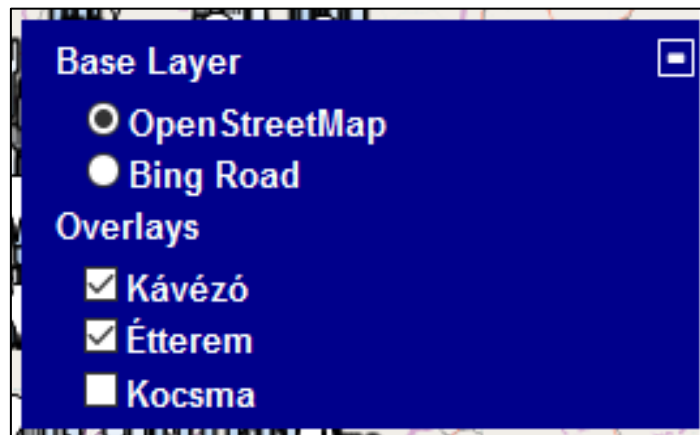 Base Layer
OpenStreetMap
Bing Road
Overlays
Kávézó
Étterem
Kocsma